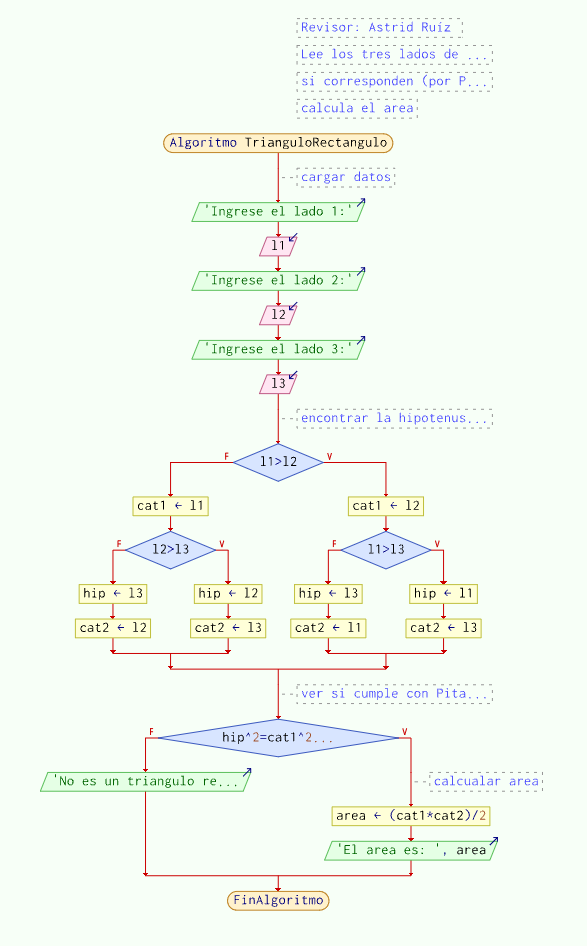 Revisor: Astrid Ruíz
Lee los tres lados de ...
si corresponden (por P...
calcula el area
Algoritmo TrianguloRectangulo
cargar datos
'Ingrese el lado 1:'
l1
'Ingrese el lado 2:'
l2
'Ingrese el lado 3:'
l3
encontrar la hipotenus...
l1>l2
F
V
cat1 ← l1
cat1 ← l2
l2>l3
F
V
l1>l3
F
V
hip ← l3
hip ← l2
hip ← l3
hip ← l1
cat2 ← l2
cat2 ← l3
cat2 ← l1
cat2 ← l3
ver si cumple con Pita...
F
V
hip^2=cat1^2...
'No es un triangulo re...
calcualar area
area ← (cat1*cat2)/2
'El area es: ', area
FinAlgoritmo